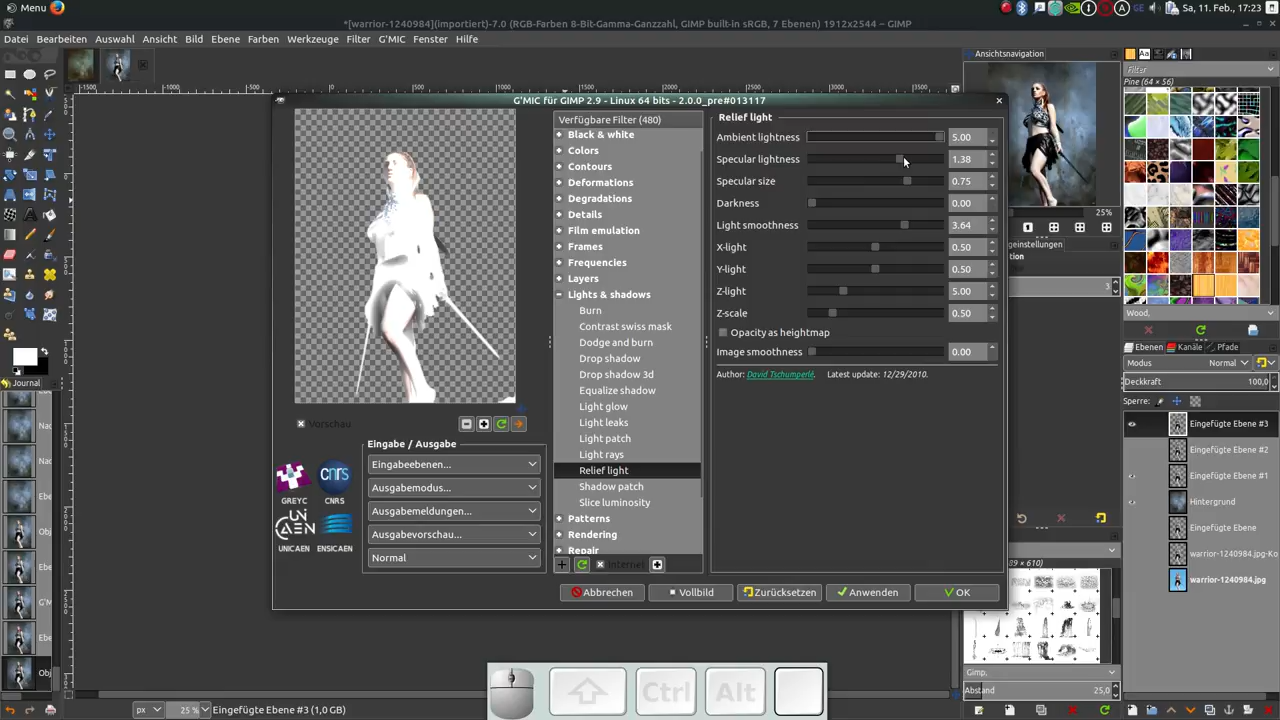 Menu
Sa, 11. Feb., 17:23
*[warrior-1240984](importiert)-7.0 (RGB-Farben 8-Bit-Gamma-Ganzzahl, GIMP built-in sRGB, 7 Ebenen) 1912x2544 – GIMP
Datei Bearbeiten Auswahl Ansicht Bild Ebene Farben Werkzeuge Filter G'MIC Fenster Hilfe
Ansichtsnavigation
Filter
Pine (64 × 56)
G'MIC für GIMP 2.9 - Linux 64 bits - 2.0.0_pre#013117
Verfügbare Filter (480)
Black & white
Colors
Contours
Deformations
Degradations
Details
Film emulation
Frames
Frequencies
Layers
Lights & shadows
Burn
Contrast swiss mask
Dodge and burn
Drop shadow
Drop shadow 3d
Equalize shadow
Light glow
Light leaks
Light patch
Light rays
Relief light
Shadow patch
Slice luminosity
Patterns
Rendering
Repair
Internet
Relief light
Ambient lightness 5.00
Specular lightness 1.38
Specular size 0.75
Darkness 0.00
Light smoothness 3.64
X-light 0.50
Y-light 0.50
Z-light 5.00
Z-scale 0.50
Opacity as heightmap
Image smoothness 0.00
Author: David Tschumperlé. Latest update: 12/29/2010.
Vorschau
Eingabe / Ausgabe
Eingabeebenen...
Ausgabemodus...
Ausgabemeldungen...
Ausgabevorschau...
Normal
GREYC
CNRS
UNICAEN
ENSICAEN
Abbrechen
Vollbild
Zurücksetzen
Anwenden
OK
25%
Wood,
Ebenen Kanäle Pfade
Modus Normal
Deckkraft 100,0
Sperre:
Eingefügte Ebene #3
Eingefügte Ebene #2
Eingefügte Ebene #1
Hintergrund
Eingefügte Ebene
warrior-1240984.jpg-Ko
warrior-1240984.jpg
Gimp,
Abstand 25,0
Journal
Ctrl
Alt
px 25 % Eingefügte Ebene #3 (1,0 GB)